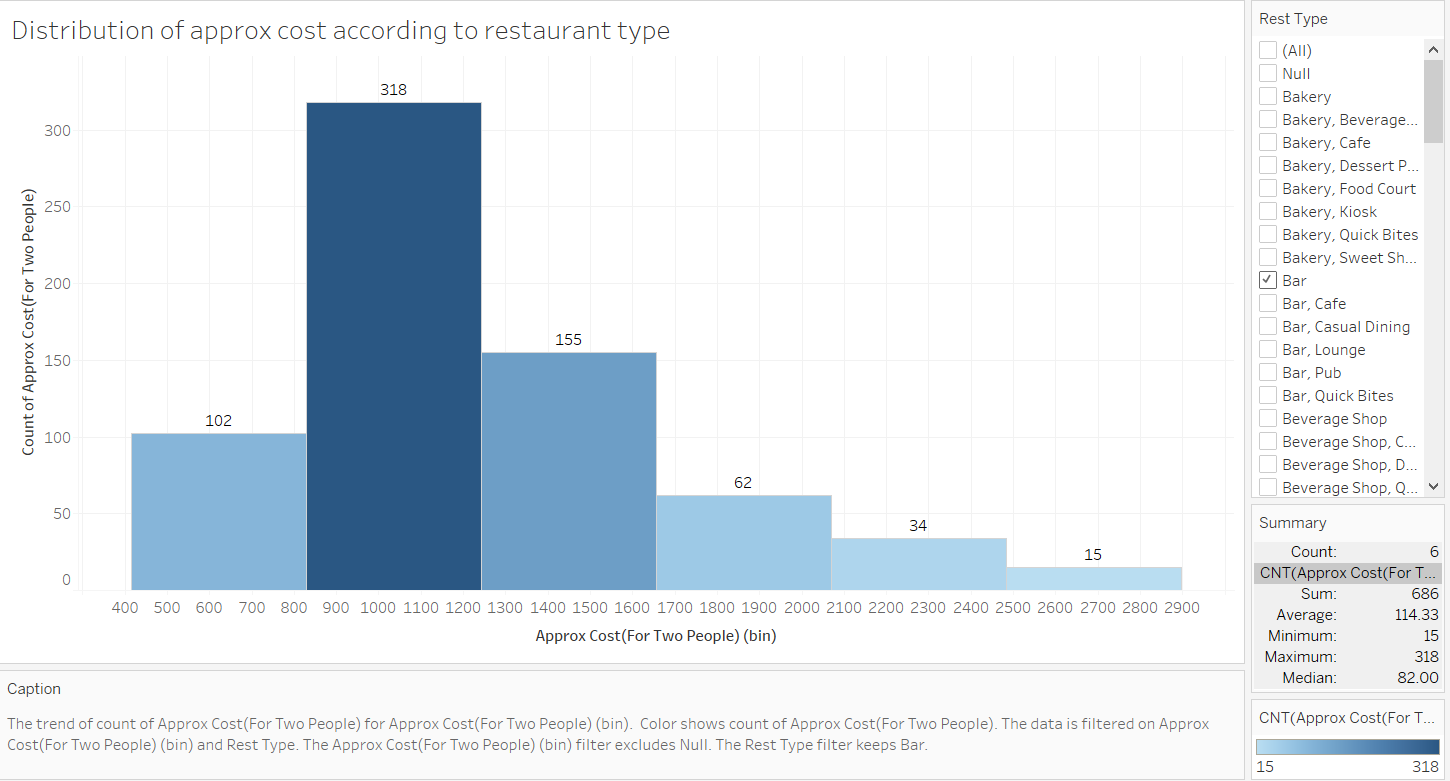 Distribution of approx cost according to restaurant type
Count of Approx Cost(For Two People)
300
250
200
150
100
50
0
102
318
155
62
34
15
400 500 600 700 800 900 1000 1100 1200 1300 1400 1500 1600 1700 1800 1900 2000 2100 2200 2300 2400 2500 2600 2700 2800 2900
Approx Cost(For Two People) (bin)
Caption
The trend of count of Approx Cost(For Two People) for Approx Cost(For Two People) (bin).  Color shows count of Approx Cost(For Two People). The data is filtered on Approx
Cost(For Two People) (bin) and Rest Type. The Approx Cost(For Two People) (bin) filter excludes Null. The Rest Type filter keeps Bar.
Rest Type
(All)
Null
Bakery
Bakery, Beverage...
Bakery, Cafe
Bakery, Dessert P...
Bakery, Food Court
Bakery, Kiosk
Bakery, Quick Bites
Bakery, Sweet Sh...
Bar
Bar, Cafe
Bar, Casual Dining
Bar, Lounge
Bar, Pub
Bar, Quick Bites
Beverage Shop
Beverage Shop, C...
Beverage Shop, D...
Beverage Shop, Q...
Summary
Count: 6
CNT(Approx Cost(For T...
Sum: 686
Average: 114.33
Minimum: 15
Maximum: 318
Median: 82.00
CNT(Approx Cost(For T...
15 318